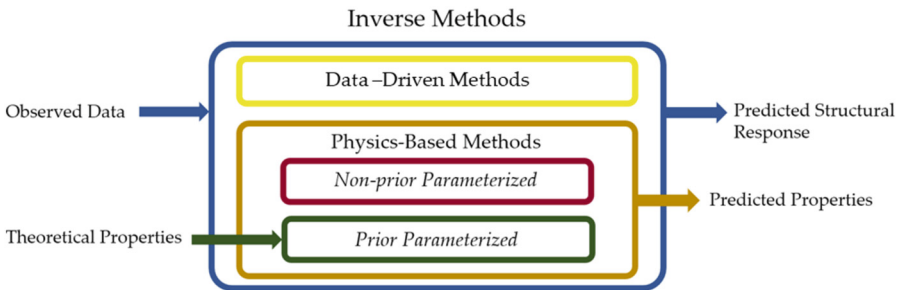 Inverse Methods
Data –Driven Methods
Observed Data
Predicted Structural
Response
Physics-Based Methods
Non-prior Parameterized
Predicted Properties
Theoretical Properties
Prior Parameterized